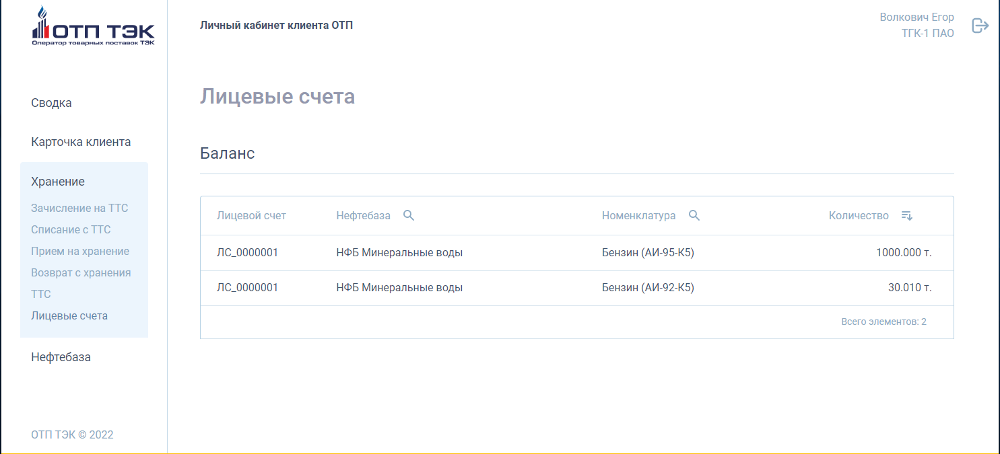 ОТП ТЭК
Оператор товарных поставок ТЭК
Личный кабинет клиента ОТП
Волкович Егор
ТГК-1 ПАО
Сводка
Карточка клиента
Хранение
Зачисление на ТТС
Списание с ТТС
Прием на хранение
Возврат с хранения
ТТС
Лицевые счета
Нефтебаза
ОТП ТЭК © 2022
Лицевые счета
Баланс
Лицевой счет Нефтебаза Номенклатура Количество
ЛС_0000001 НФБ Минеральные воды Бензин (АИ-95-К5) 1000.000 т.
ЛС_0000001 НФБ Минеральные воды Бензин (АИ-92-К5) 30.010 т.
Всего элементов: 2